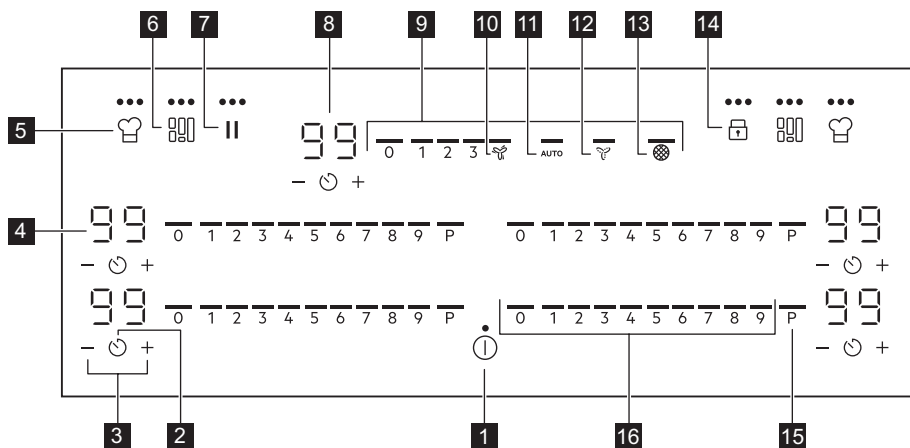 6 7 8 9 10 11 12 13 14
5
99 0 1 2 3 AUTO
− +
4 99 0 1 2 3 4 5 6 7 8 9 P 0 1 2 3 4 5 6 7 8 9 P 99
− + − +
99 0 1 2 3 4 5 6 7 8 9 P 0 1 2 3 4 5 6 7 8 9 P 99
− + − +
3 2 1 16 15